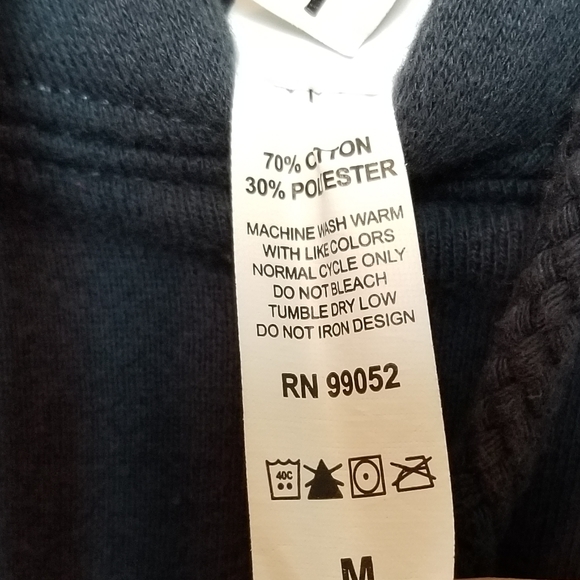 70% COTTON
30% POLYESTER
MACHINE WASH WARM
WITH LIKE COLORS
NORMAL CYCLE ONLY
DO NOT BLEACH
TUMBLE DRY LOW
DO NOT IRON DESIGN
RN 99052
40C
M